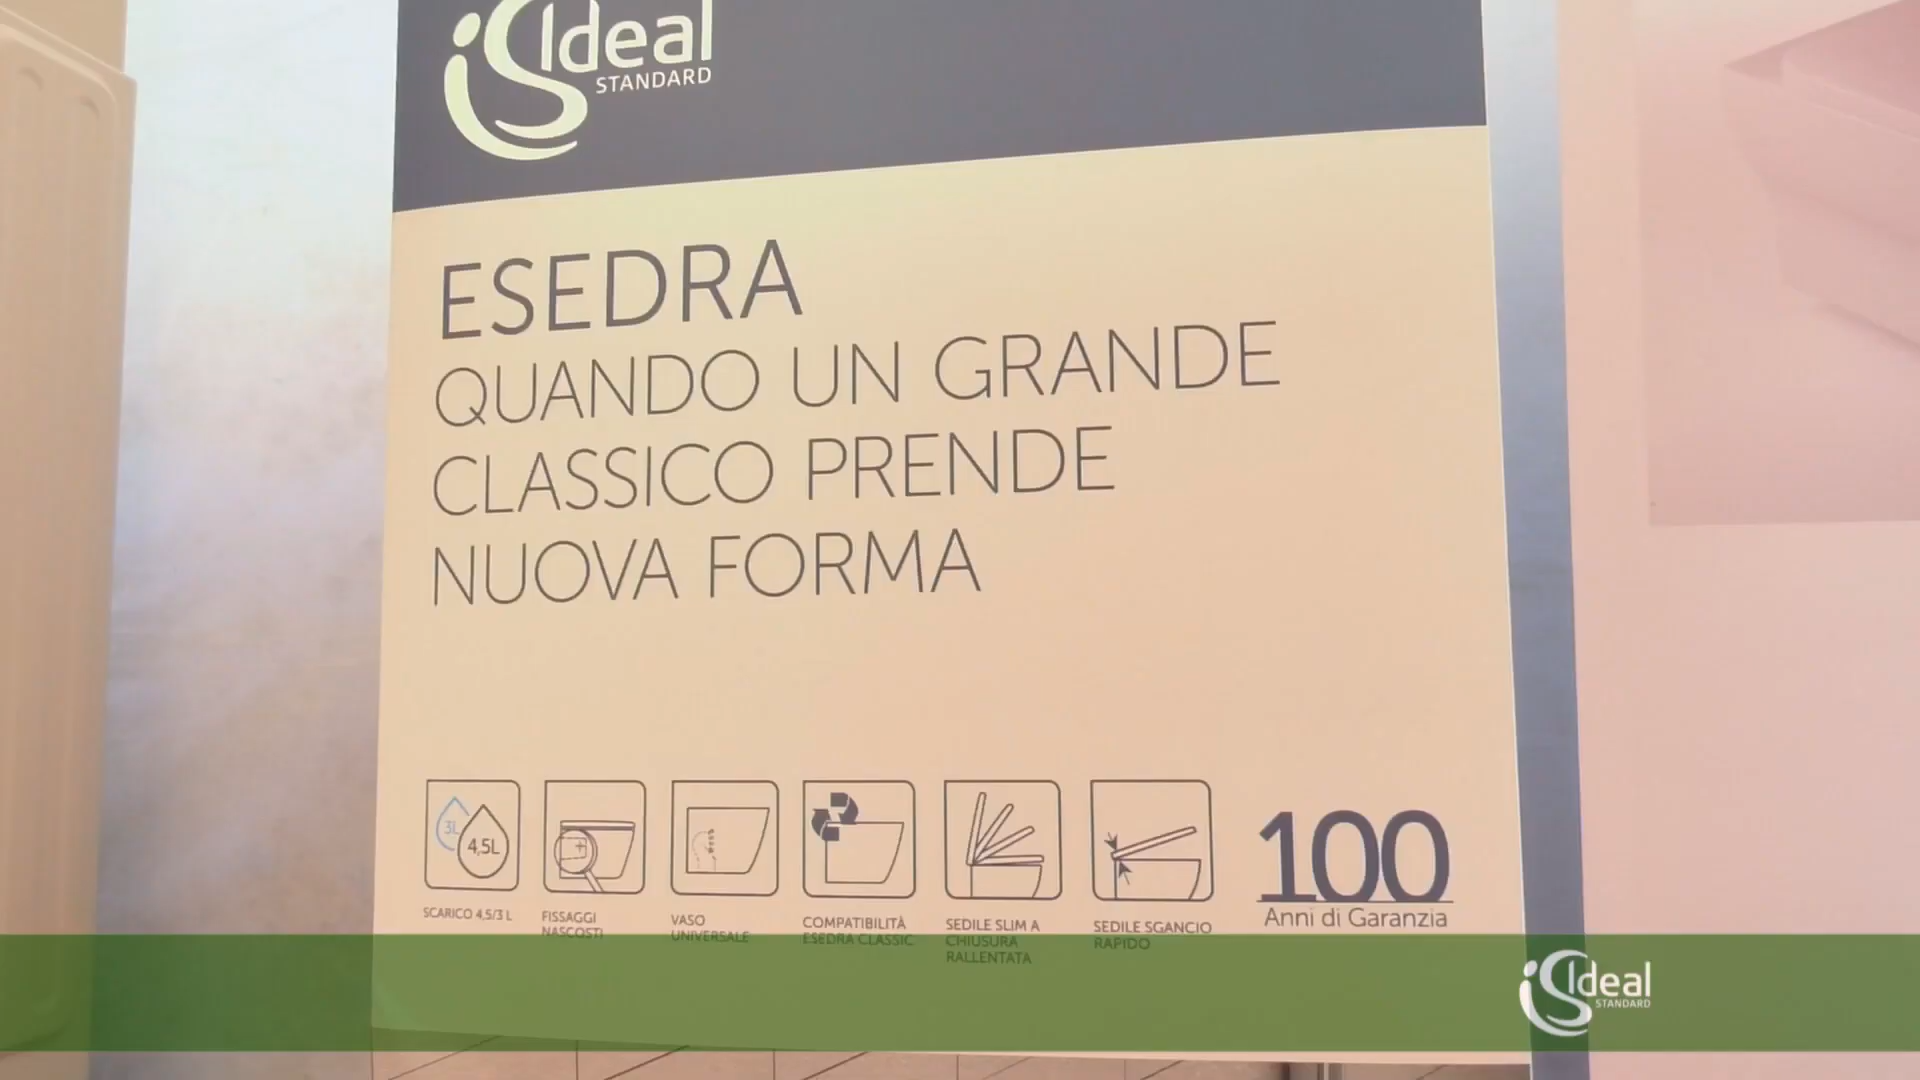 Ideal
STANDARD
ESEDRA
QUANDO UN GRANDE
CLASSICO PRENDE
NUOVA FORMA
3L
4,5L
100
SCARICO 4,5/3 L
FISSAGGI
NASCOSTI
VASO
UNIVERSALE
COMPATIBILITÀ
ESEDRA CLASSIC
SEDILE SLIM A
CHIUSURA
RALLENTATA
SEDILE SGANCIO
RAPIDO
Anni di Garanzia
Ideal
STANDARD